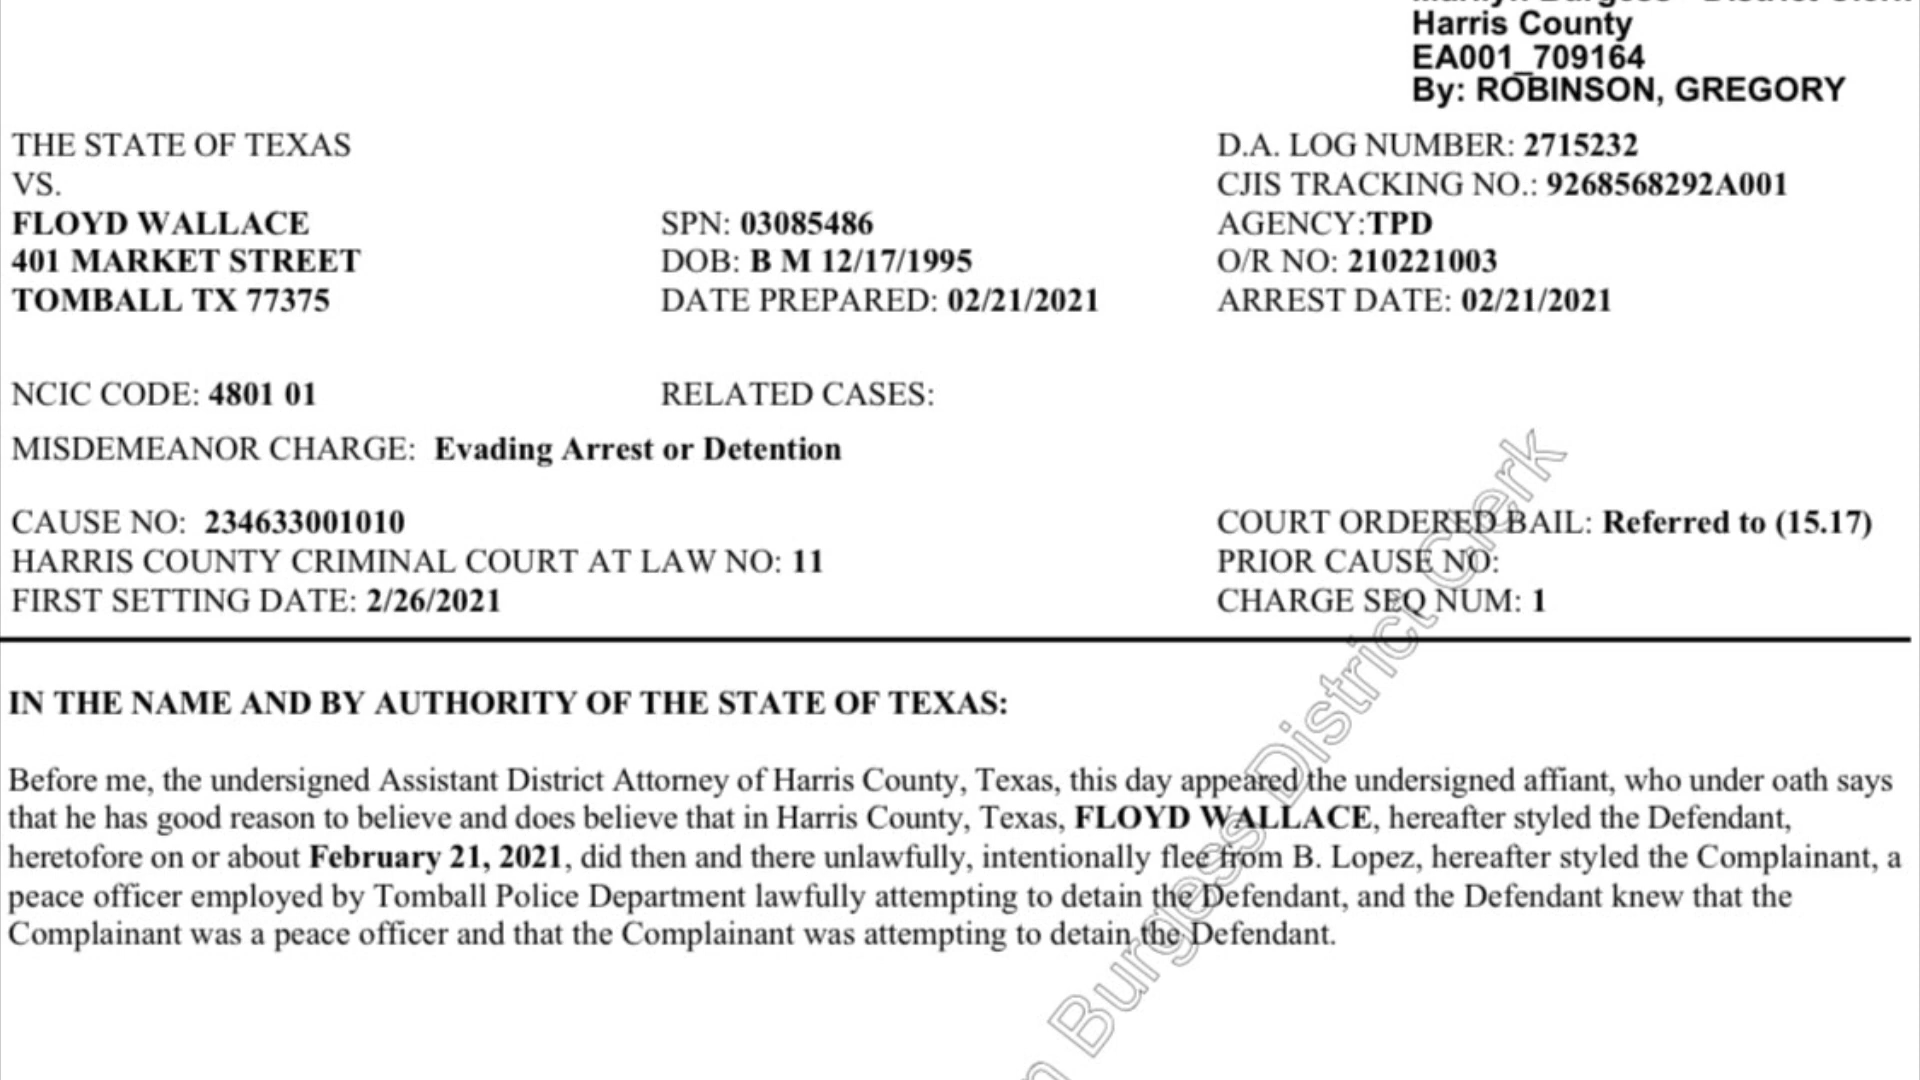 Marilyn Burgess - District Clerk
Harris County
EA001_709164
By: ROBINSON, GREGORY
THE STATE OF TEXAS
VS.
FLOYD WALLACE
401 MARKET STREET
TOMBALL TX 77375
SPN: 03085486
DOB: B M 12/17/1995
DATE PREPARED: 02/21/2021
D.A. LOG NUMBER: 2715232
CJIS TRACKING NO.: 9268568292A001
AGENCY:TPD
O/R NO: 210221003
ARREST DATE: 02/21/2021
NCIC CODE: 4801 01
RELATED CASES:
MISDEMEANOR CHARGE: Evading Arrest or Detention
CAUSE NO: 234633001010
HARRIS COUNTY CRIMINAL COURT AT LAW NO: 11
FIRST SETTING DATE: 2/26/2021
COURT ORDERED BAIL: Referred to (15.17)
PRIOR CAUSE NO:
CHARGE SEQ NUM: 1
IN THE NAME AND BY AUTHORITY OF THE STATE OF TEXAS:
Before me, the undersigned Assistant District Attorney of Harris County, Texas, this day appeared the undersigned affiant, who under oath says
that he has good reason to believe and does believe that in Harris County, Texas, FLOYD WALLACE, hereafter styled the Defendant,
heretofore on or about February 21, 2021, did then and there unlawfully, intentionally flee from B. Lopez, hereafter styled the Complainant, a
peace officer employed by Tomball Police Department lawfully attempting to detain the Defendant, and the Defendant knew that the
Complainant was a peace officer and that the Complainant was attempting to detain the Defendant.
n Burgess District Clerk